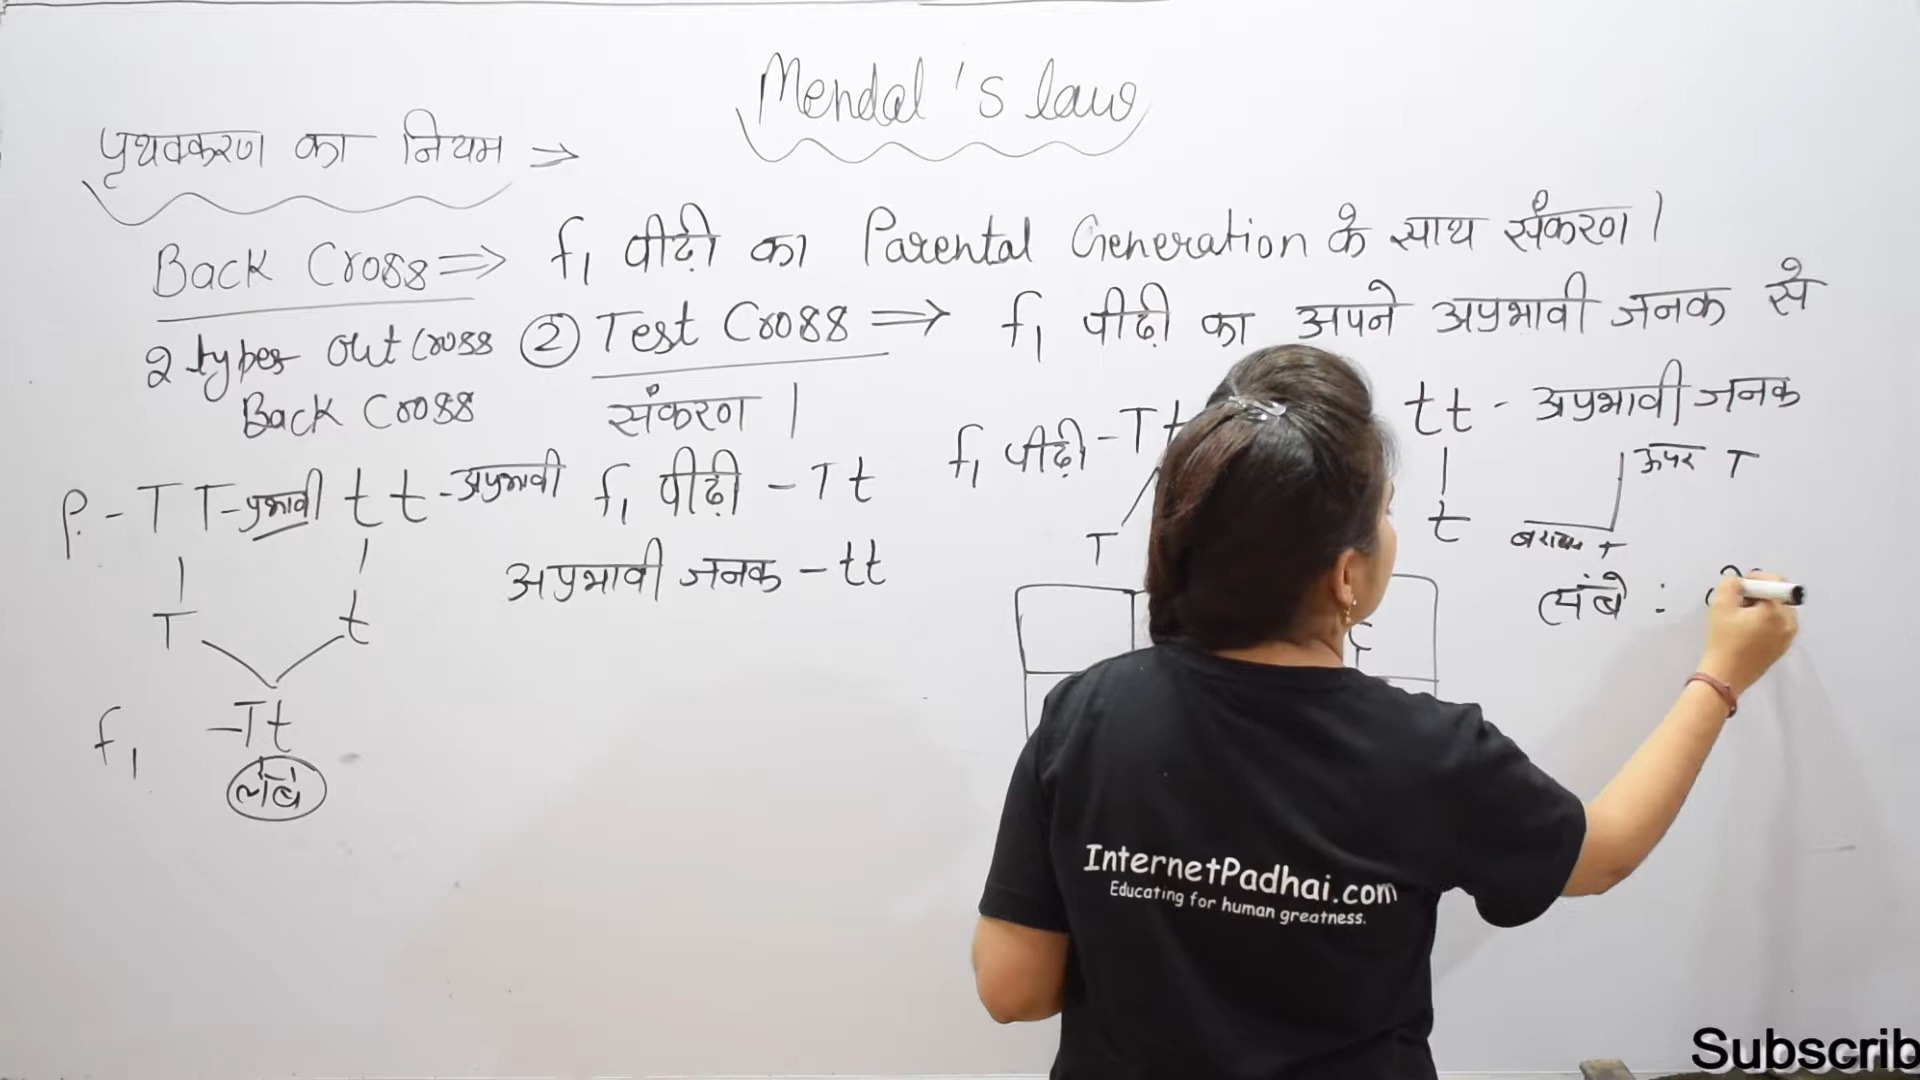 Mendal's law
पृथक्करण का नियम ⇒
Back Cross ⇒ f1 पीढ़ी का Parental Generation के साथ संकरण।
2 types out cross ② Test Cross ⇒ f1 पीढ़ी का अपने अप्रभावी जनक से
Back Cross संकरण।
f1 पीढ़ी - Tt tt - अप्रभावी जनक
P. - TT - प्रभावी tt - अप्रभावी f1 पीढ़ी - Tt
ऊपर T
T t
अप्रभावी जनक - tt
T t
लंबे :
f1 - Tt
लंबे
InternetPadhai.com
Educating for human greatness.
Subscrib